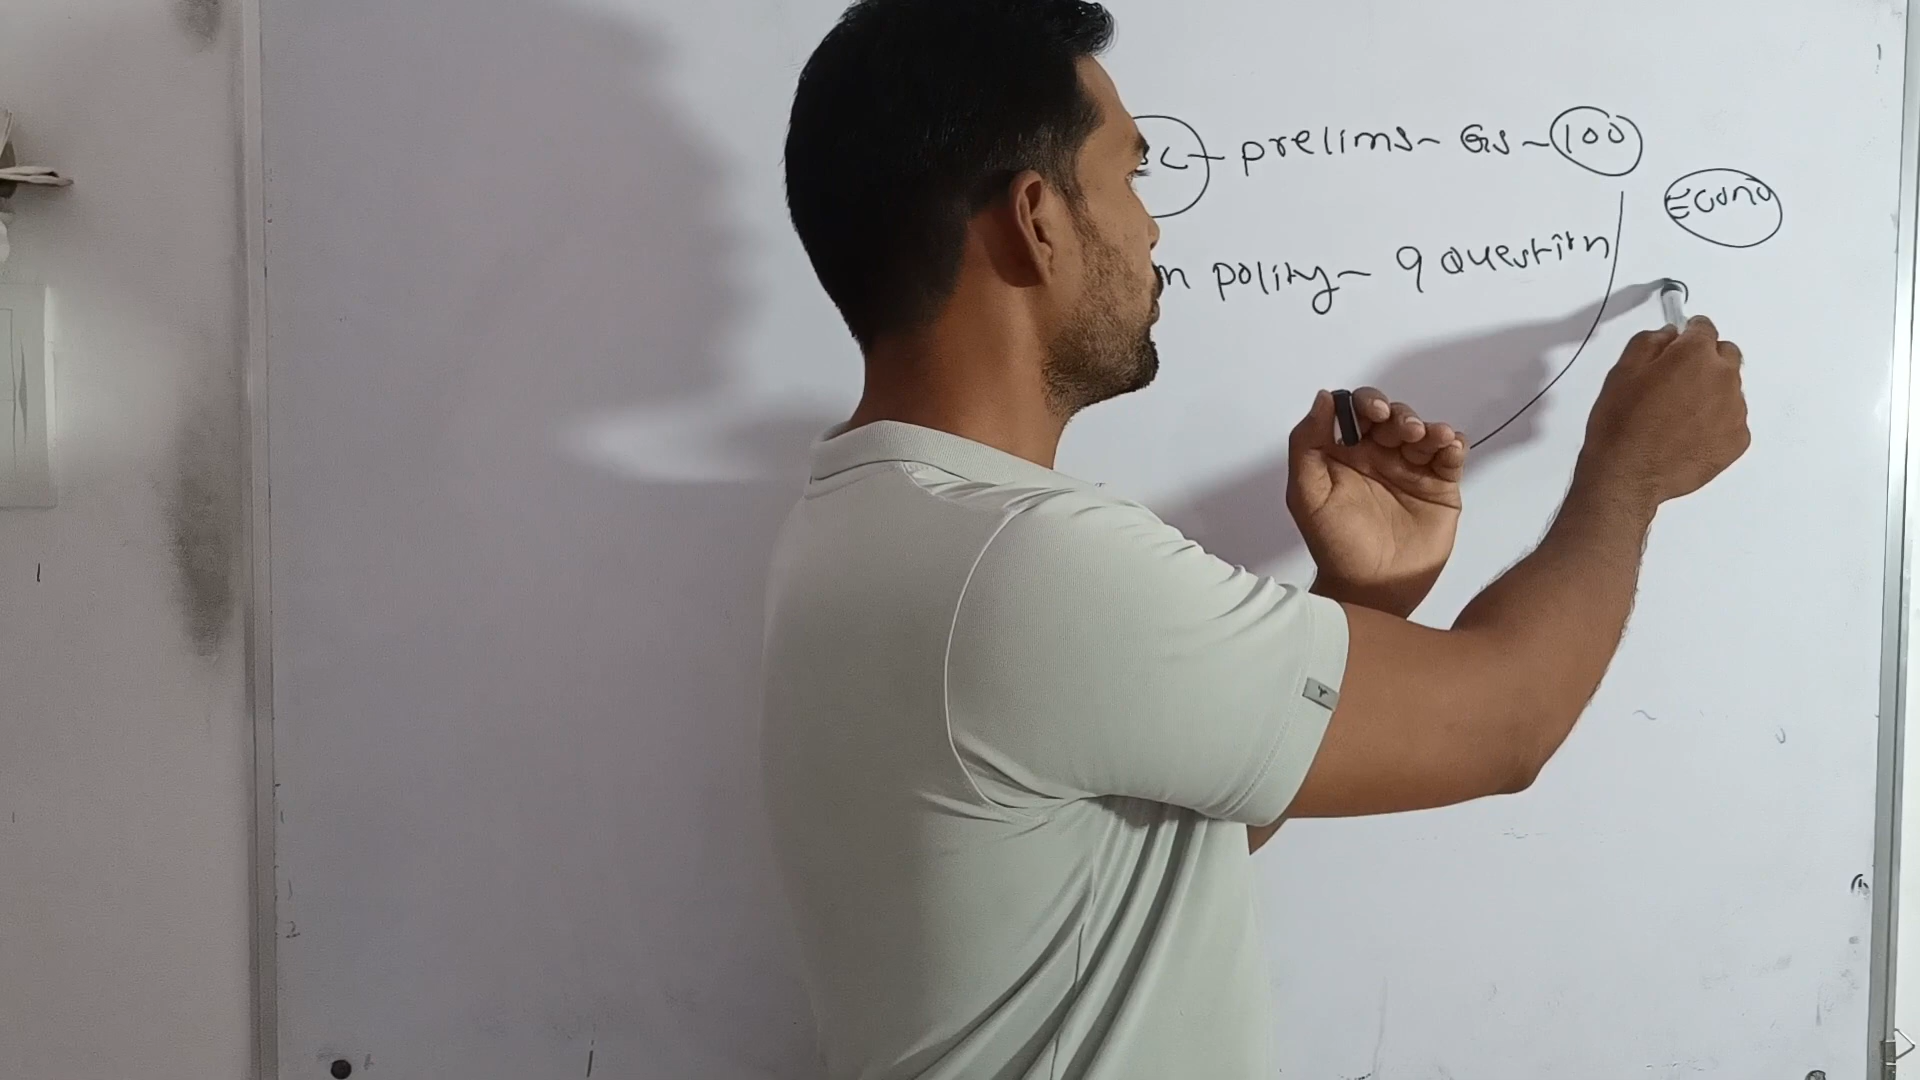 prelims - GS - 100
Econo
polity - 9 question